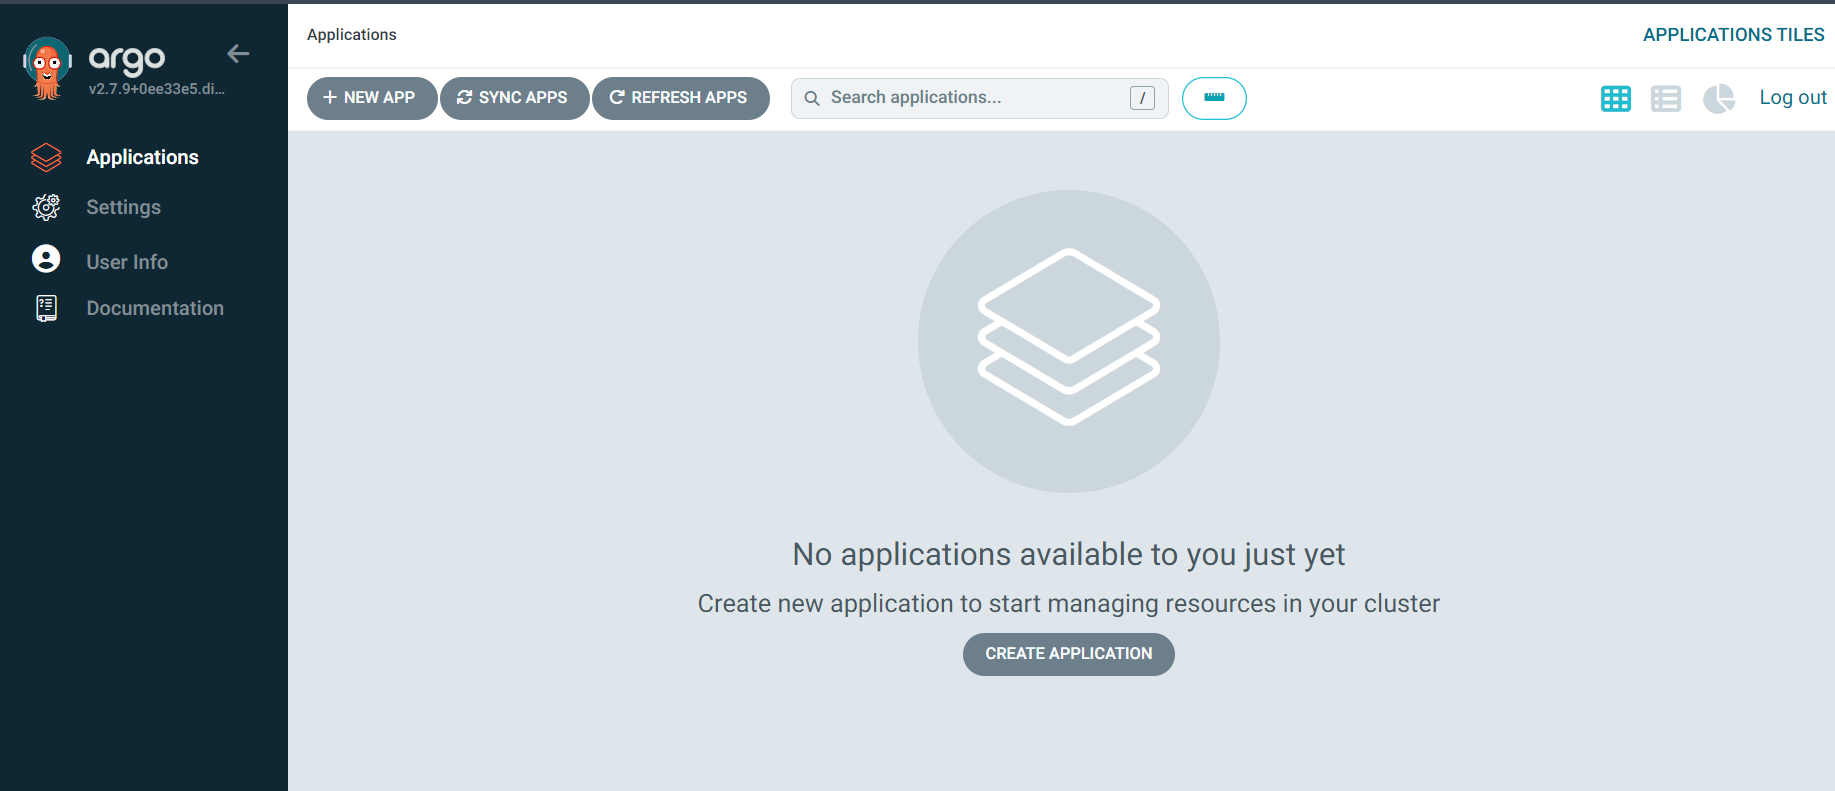 argo
v2.7.9+0ee33e5.di...
Applications
Settings
User Info
Documentation
Applications
APPLICATIONS TILES
NEW APP
SYNC APPS
REFRESH APPS
Search applications...
/
Log out
No applications available to you just yet
Create new application to start managing resources in your cluster
CREATE APPLICATION